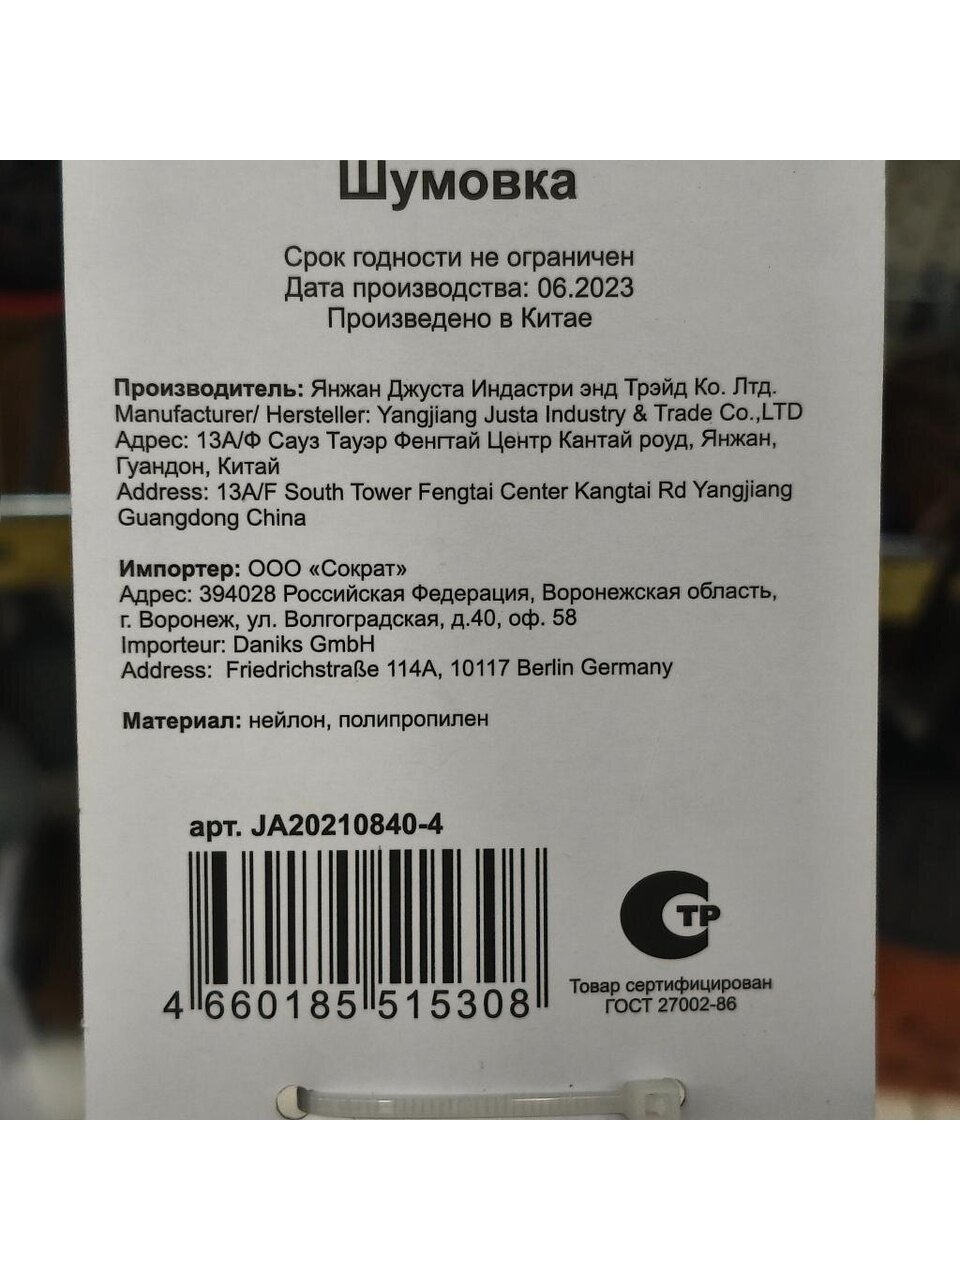 Шумовка
Срок годности не ограничен
Дата производства: 06.2023
Произведено в Китае
Производитель: Янжан Джуста Индастри энд Трэйд Ко. Лтд.
Manufacturer/ Hersteller: Yangjiang Justa Industry & Trade Co.,LTD
Адрес: 13А/Ф Сауз Тауэр Фенгтай Центр Кантай роуд, Янжан,
Гуандон, Китай
Address: 13A/F South Tower Fengtai Center Kangtai Rd Yangjiang
Guangdong China
Импортер: ООО «Сократ»
Адрес: 394028 Российская Федерация, Воронежская область,
г. Воронеж, ул. Волгоградская, д.40, оф. 58
Importeur: Daniks GmbH
Address: Friedrichstraße 114A, 10117 Berlin Germany
Материал: нейлон, полипропилен
арт. JA20210840-4
4 660185 515308
СТР
Товар сертифицирован
ГОСТ 27002-86